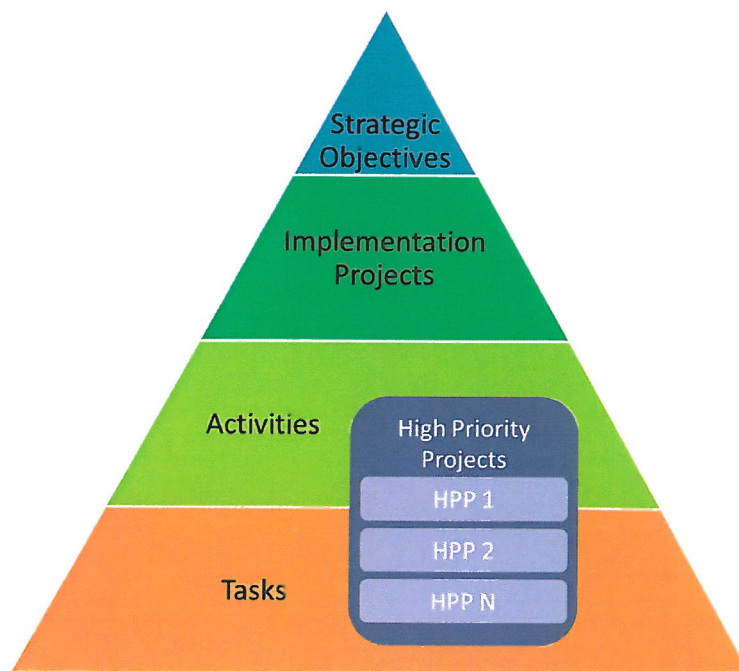 Strategic
Objectives
Implementation
Projects
Activities
High Priority
Projects
HPP 1
HPP 2
Tasks
HPP N